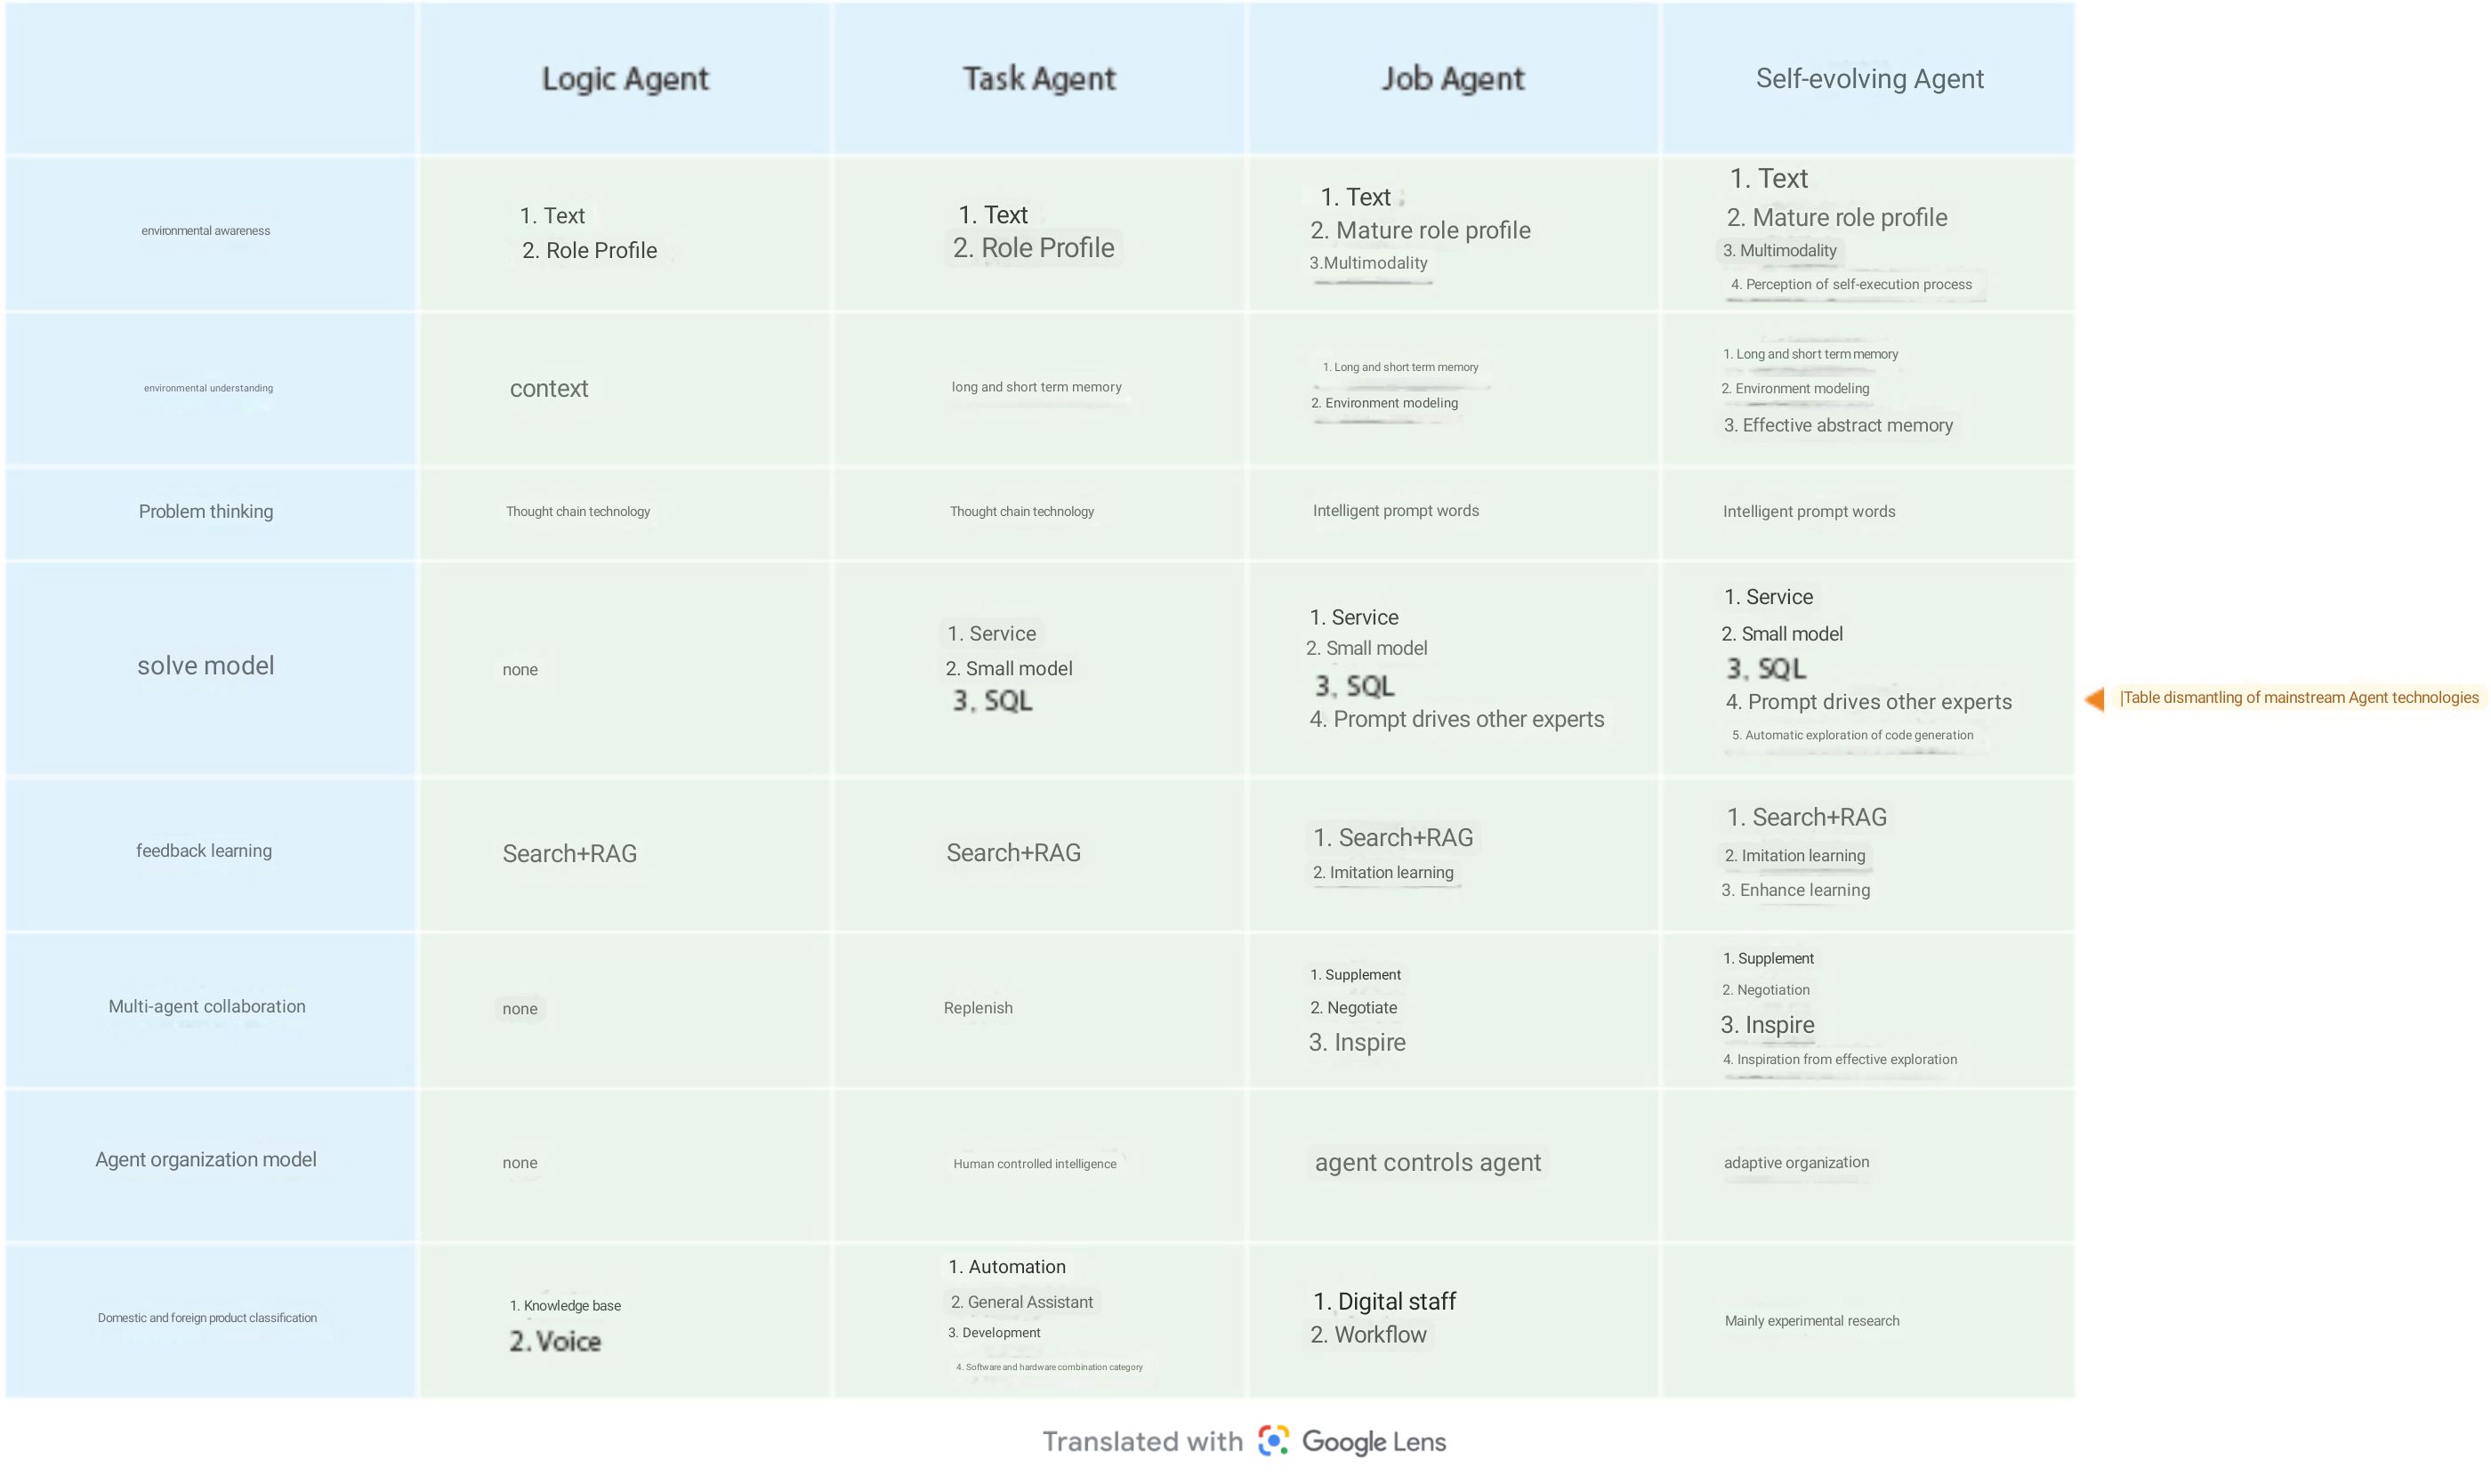 Logic Agent
Task Agent
Job Agent
Self-evolving Agent
environmental awareness
1. Text
2. Role Profile
1. Text
2. Role Profile
1. Text
2. Mature role profile
3.Multimodality
1. Text
2. Mature role profile
3. Multimodality
4. Perception of self-execution process
environmental understanding
context
long and short term memory
1. Long and short term memory
2. Environment modeling
1. Long and short term memory
2. Environment modeling
3. Effective abstract memory
Problem thinking
Thought chain technology
Thought chain technology
Intelligent prompt words
Intelligent prompt words
solve model
none
1. Service
2. Small model
3. SQL
1. Service
2. Small model
3. SQL
4. Prompt drives other experts
1. Service
2. Small model
3. SQL
4. Prompt drives other experts
5. Automatic exploration of code generation
|Table dismantling of mainstream Agent technologies
feedback learning
Search+RAG
Search+RAG
1. Search+RAG
2. Imitation learning
1. Search+RAG
2. Imitation learning
3. Enhance learning
Multi-agent collaboration
none
Replenish
1. Supplement
2. Negotiate
3. Inspire
1. Supplement
2. Negotiation
3. Inspire
4. Inspiration from effective exploration
Agent organization model
none
Human controlled intelligence
agent controls agent
adaptive organization
Domestic and foreign product classification
1. Knowledge base
2. Voice
1. Automation
2. General Assistant
3. Development
4. Software and hardware combination category
1. Digital staff
2. Workflow
Mainly experimental research
Translated with Google Lens